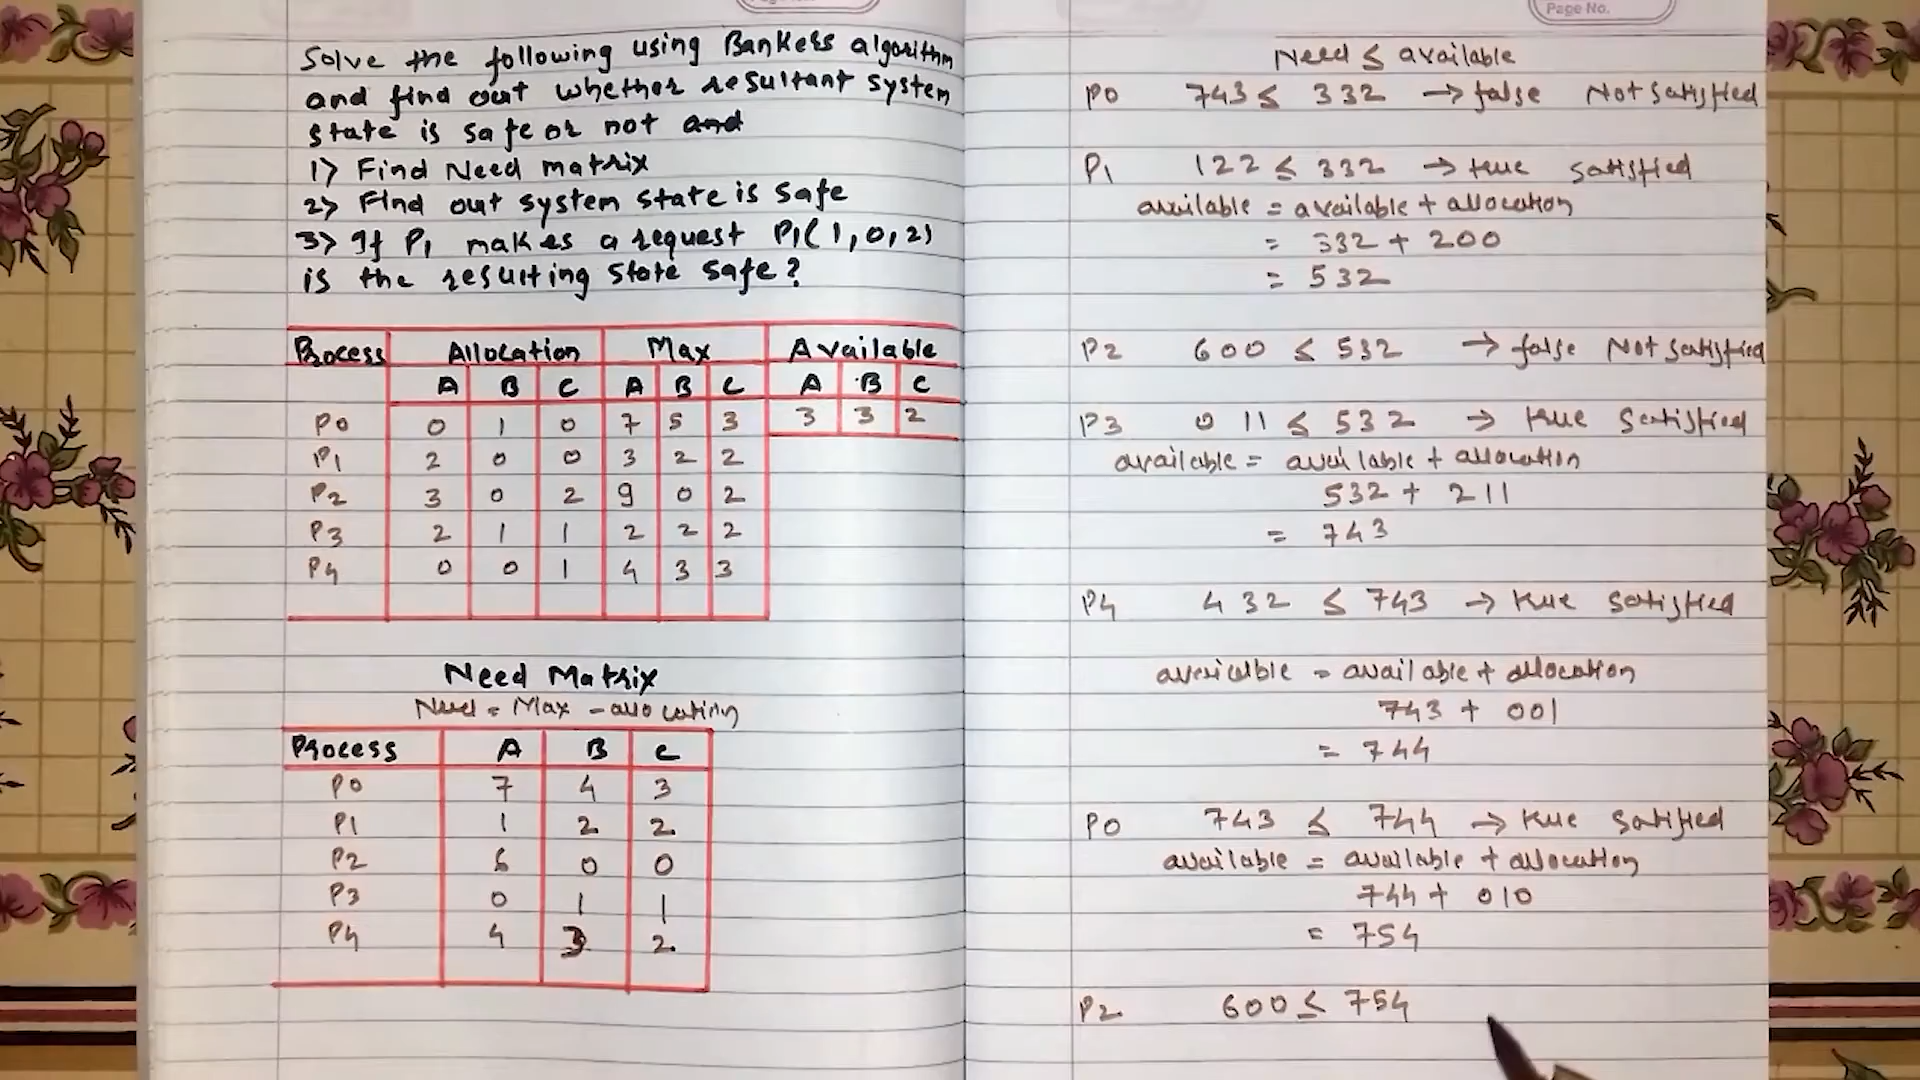 Page No.
Solve the following using Bankers algorithm
and find out whether resultant system
state is safe or not and
1) Find Need matrix
2) Find out system state is safe
3) If P1 makes a request P1(1,0,2)
is the resulting state safe?
Process Allocation Max Available
A B C A B C A B C
P0 0 1 0 7 5 3 3 3 2
P1 2 0 0 3 2 2
P2 3 0 2 9 0 2
P3 2 1 1 2 2 2
P4 0 0 1 4 3 3
Need Matrix
Need = Max - allocation
Process A B C
P0 7 4 3
P1 1 2 2
P2 6 0 0
P3 0 1 1
P4 4 3 2
Need ≤ available
P0 743 ≤ 332 → false Not satisfied
P1 122 ≤ 332 → true satisfied
available = available + allocation
= 332 + 200
= 532
P2 600 ≤ 532 → false Not satisfied
P3 011 ≤ 532 → true satisfied
available = available + allocation
532 + 211
= 743
P4 432 ≤ 743 → true satisfied
available = available + allocation
743 + 001
= 744
P0 743 ≤ 744 → true satisfied
available = available + allocation
744 + 010
= 754
P2 600 ≤ 754